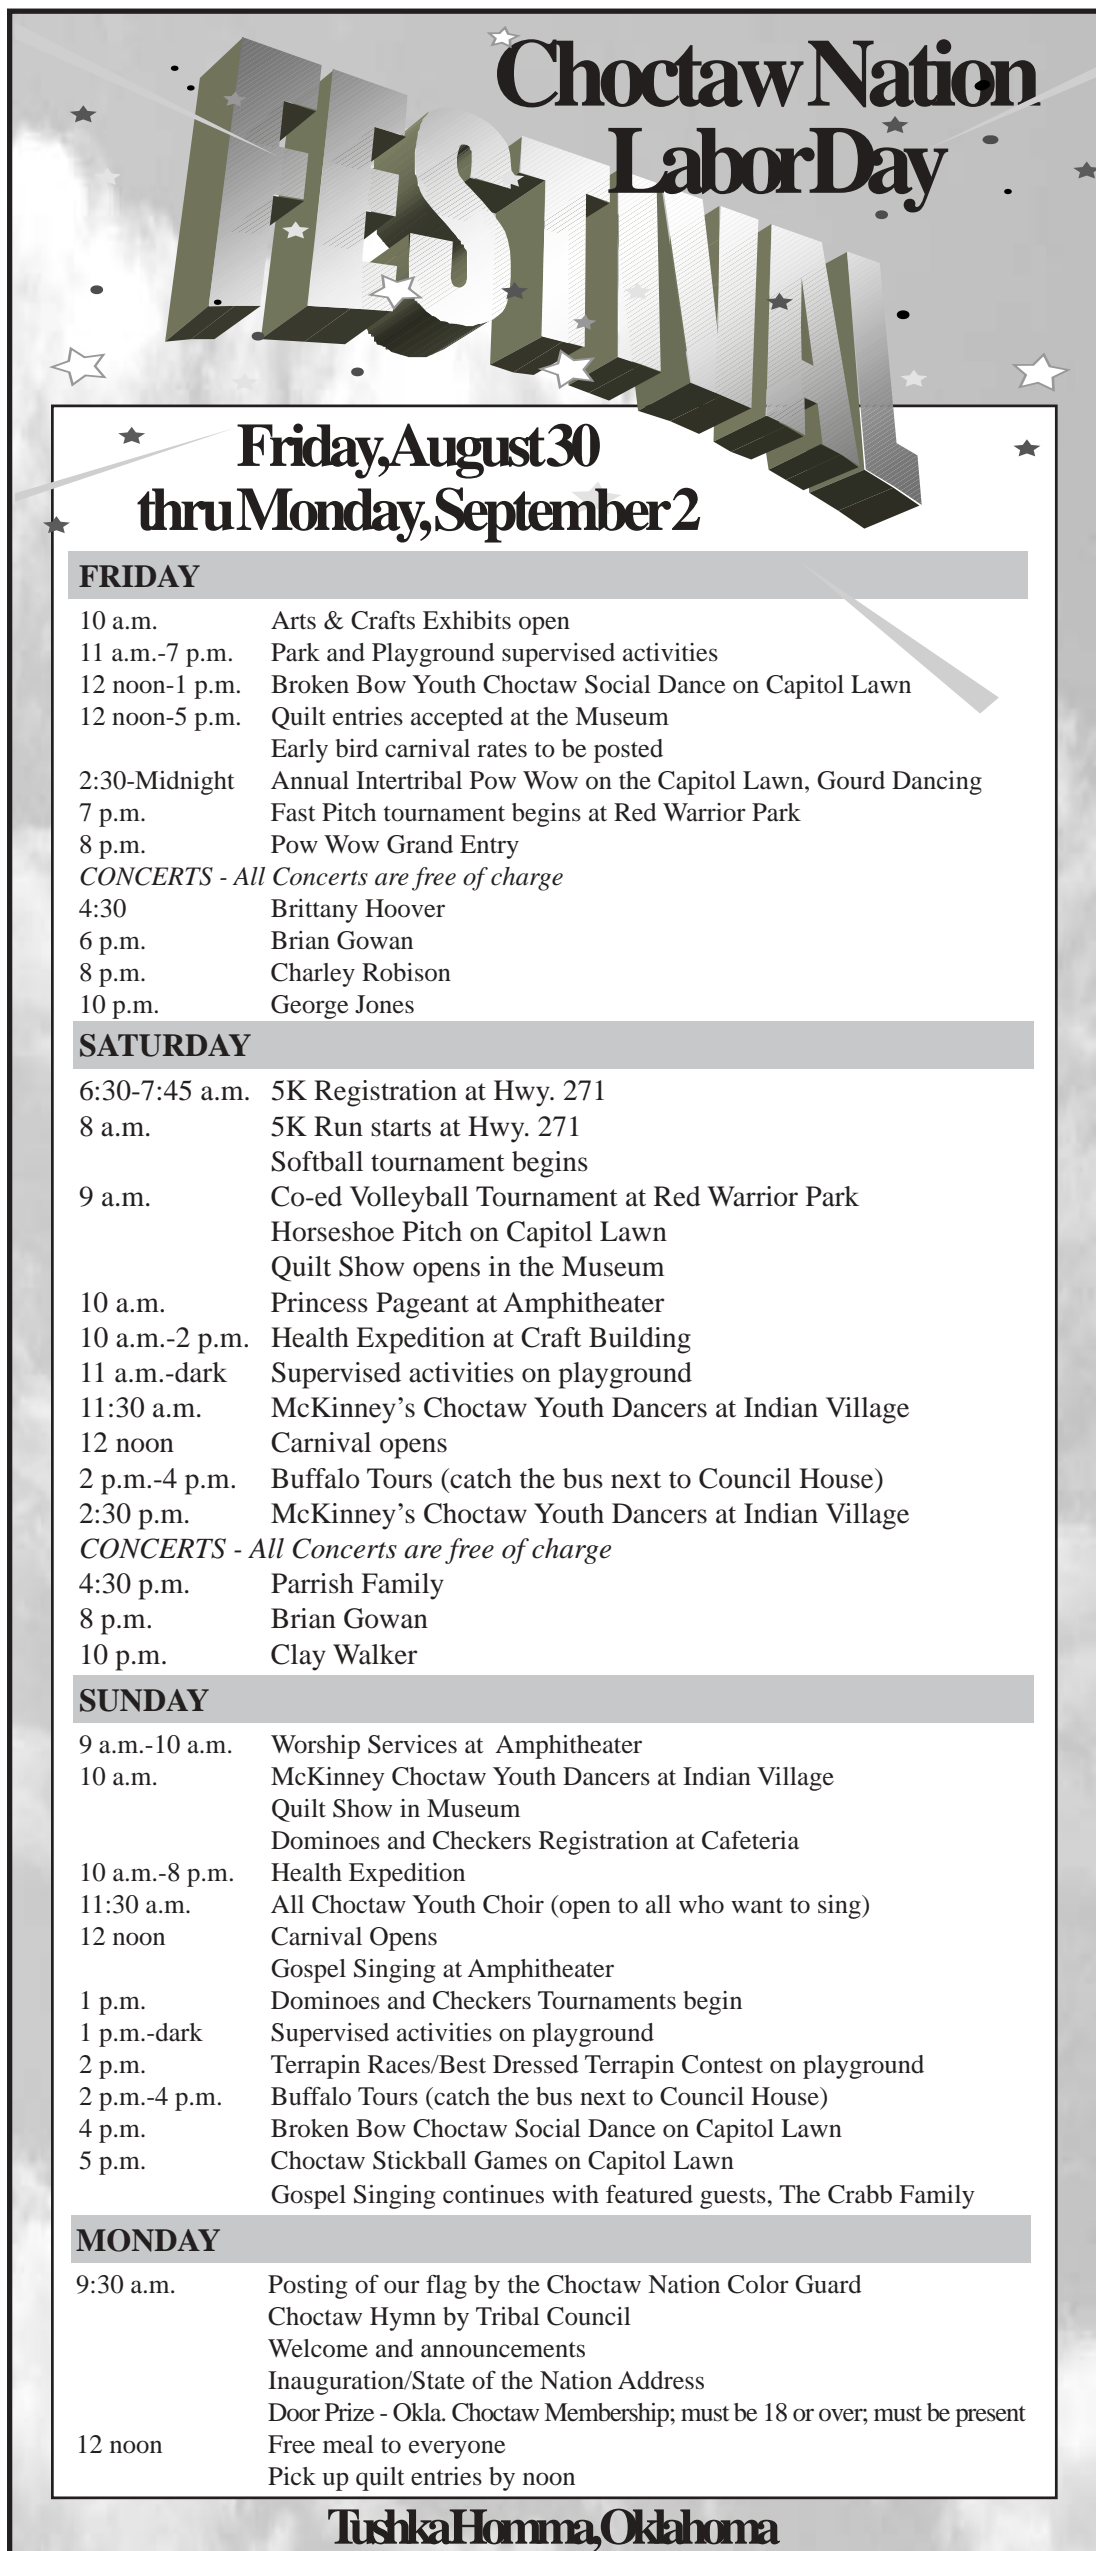 Choctaw Nation
Labor Day
FESTIVAL
Friday, August 30
thru Monday, September 2
FRIDAY
10 a.m. Arts & Crafts Exhibits open
11 a.m.-7 p.m. Park and Playground supervised activities
12 noon-1 p.m. Broken Bow Youth Choctaw Social Dance on Capitol Lawn
12 noon-5 p.m. Quilt entries accepted at the Museum
Early bird carnival rates to be posted
2:30-Midnight Annual Intertribal Pow Wow on the Capitol Lawn, Gourd Dancing
7 p.m. Fast Pitch tournament begins at Red Warrior Park
8 p.m. Pow Wow Grand Entry
CONCERTS - All Concerts are free of charge
4:30 Brittany Hoover
6 p.m. Brian Gowan
8 p.m. Charley Robison
10 p.m. George Jones
SATURDAY
6:30-7:45 a.m. 5K Registration at Hwy. 271
8 a.m. 5K Run starts at Hwy. 271
Softball tournament begins
9 a.m. Co-ed Volleyball Tournament at Red Warrior Park
Horseshoe Pitch on Capitol Lawn
Quilt Show opens in the Museum
10 a.m. Princess Pageant at Amphitheater
10 a.m.-2 p.m. Health Expedition at Craft Building
11 a.m.-dark Supervised activities on playground
11:30 a.m. McKinney's Choctaw Youth Dancers at Indian Village
12 noon Carnival opens
2 p.m.-4 p.m. Buffalo Tours (catch the bus next to Council House)
2:30 p.m. McKinney's Choctaw Youth Dancers at Indian Village
CONCERTS - All Concerts are free of charge
4:30 p.m. Parrish Family
8 p.m. Brian Gowan
10 p.m. Clay Walker
SUNDAY
9 a.m.-10 a.m. Worship Services at Amphitheater
10 a.m. McKinney Choctaw Youth Dancers at Indian Village
Quilt Show in Museum
Dominoes and Checkers Registration at Cafeteria
10 a.m.-8 p.m. Health Expedition
11:30 a.m. All Choctaw Youth Choir (open to all who want to sing)
12 noon Carnival Opens
Gospel Singing at Amphitheater
1 p.m. Dominoes and Checkers Tournaments begin
1 p.m.-dark Supervised activities on playground
2 p.m. Terrapin Races/Best Dressed Terrapin Contest on playground
2 p.m.-4 p.m. Buffalo Tours (catch the bus next to Council House)
4 p.m. Broken Bow Choctaw Social Dance on Capitol Lawn
5 p.m. Choctaw Stickball Games on Capitol Lawn
Gospel Singing continues with featured guests, The Crabb Family
MONDAY
9:30 a.m. Posting of our flag by the Choctaw Nation Color Guard
Choctaw Hymn by Tribal Council
Welcome and announcements
Inauguration/State of the Nation Address
Door Prize - Okla. Choctaw Membership; must be 18 or over; must be present
12 noon Free meal to everyone
Pick up quilt entries by noon
Tushka Homma, Oklahoma